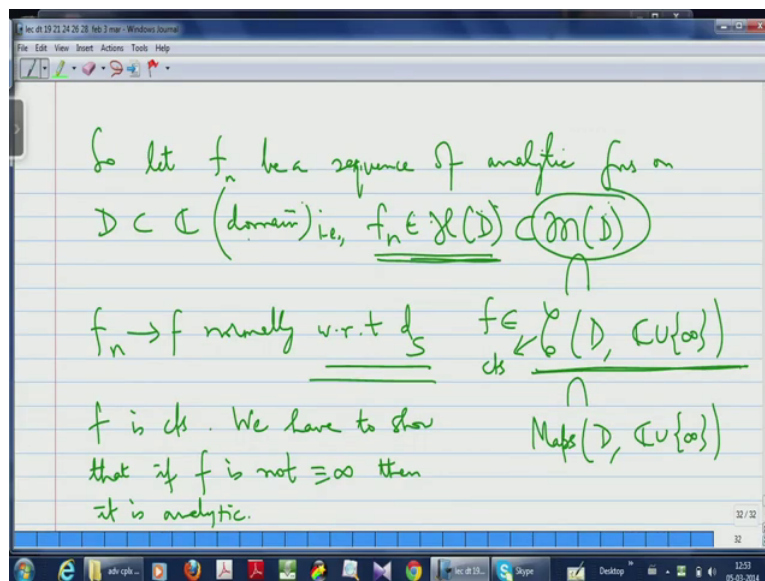 lec dt 19 21 24 26 28 feb 3 mar - Windows Journal
File Edit View Insert Actions Tools Help
So let fₙ be a sequence of analytic fns on
D ⊂ ℂ (domain) i.e., fₙ ∈ ℋ(D) ⊂ 𝓜(D)
∩
fₙ → f normally w.r.t d_S f ∈ 𝒞(D, ℂ∪{∞})
cts
∩
f is cts. We have to show Maps(D, ℂ∪{∞})
that if f is not ≡∞ then
it is analytic.
32 / 32
32
adv cpls ... lec dt 19... Skype Desktop 12:53
05-03-2014